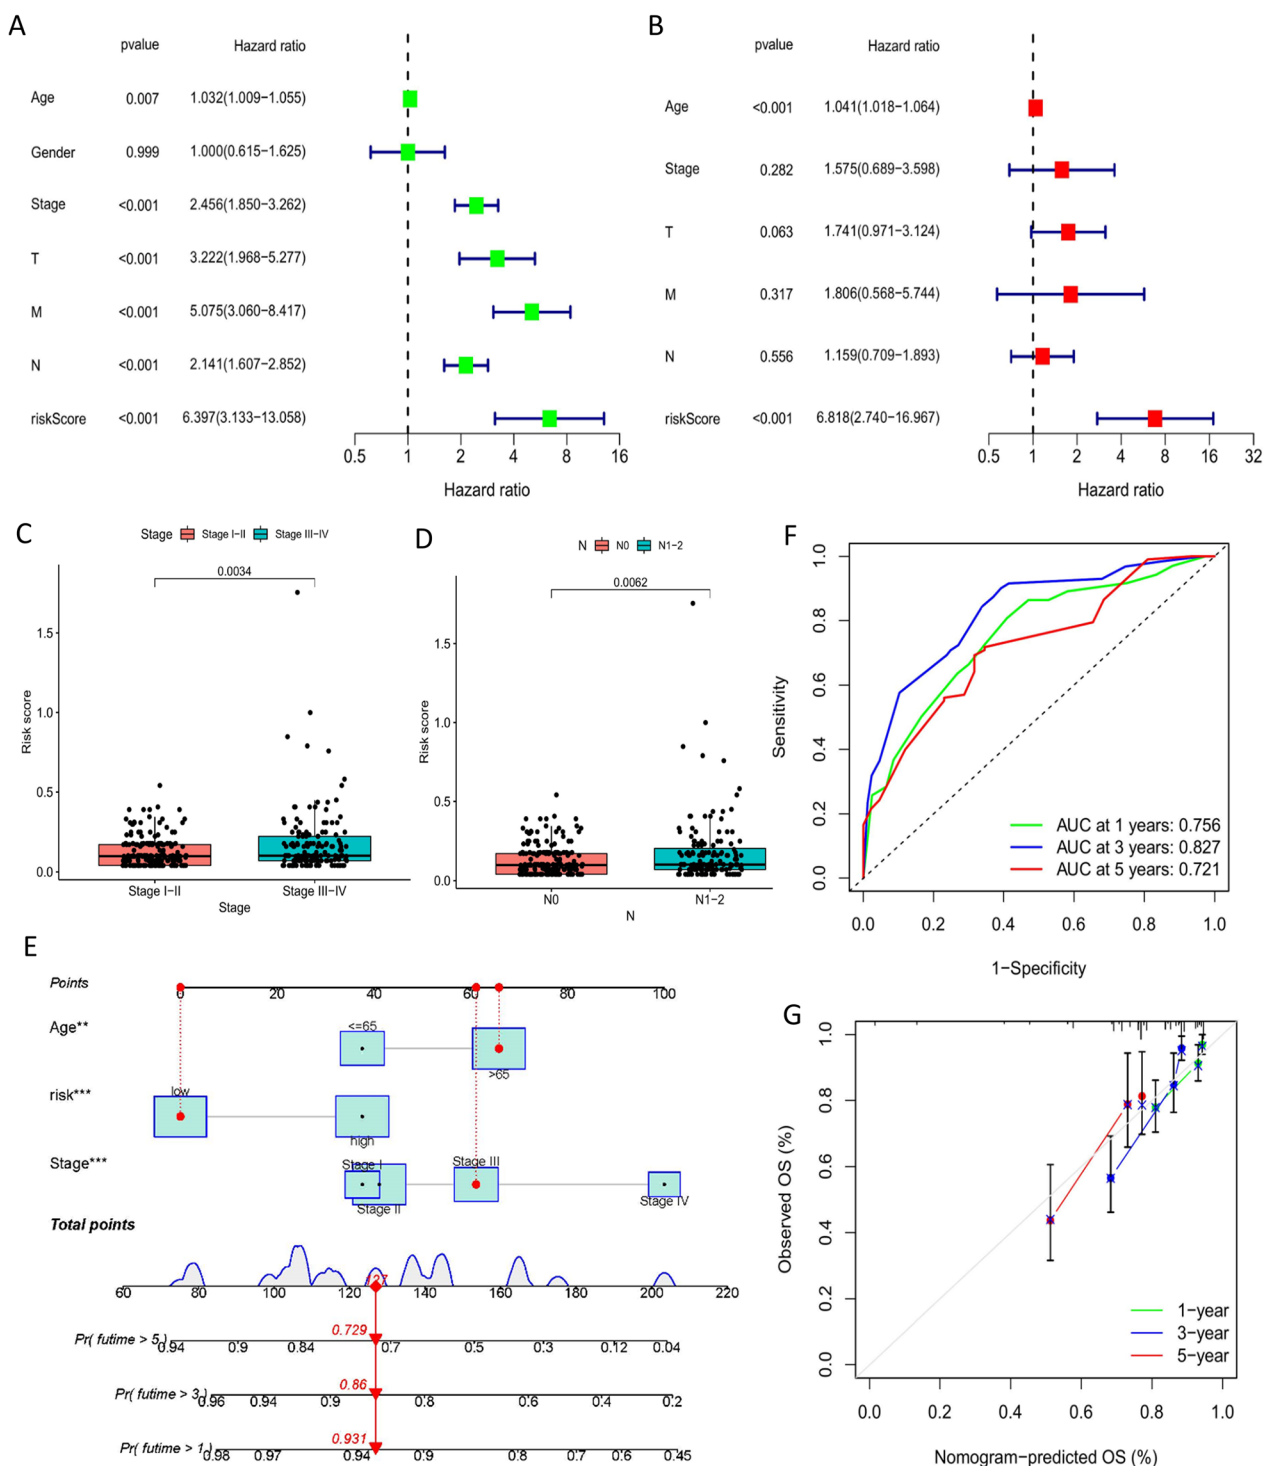 A
pvalue Hazard ratio
Age 0.007 1.032(1.009−1.055)
Gender 0.999 1.000(0.615−1.625)
Stage <0.001 2.456(1.850−3.262)
T <0.001 3.222(1.968−5.277)
M <0.001 5.075(3.060−8.417)
N <0.001 2.141(1.607−2.852)
riskScore <0.001 6.397(3.133−13.058)
0.5 1 2 4 8 16
Hazard ratio
B
pvalue Hazard ratio
Age <0.001 1.041(1.018−1.064)
Stage 0.282 1.575(0.689−3.598)
T 0.063 1.741(0.971−3.124)
M 0.317 1.806(0.568−5.744)
N 0.556 1.159(0.709−1.893)
riskScore <0.001 6.818(2.740−16.967)
0.5 1 2 4 8 16 32
Hazard ratio
C
Stage Stage I−II Stage III−IV
0.0034
1.5
1.0
0.5
0.0
Risk score
Stage I−II Stage III−IV
Stage
D
N N0 N1−2
0.0062
1.5
1.0
0.5
0.0
Risk score
N0 N1−2
N
F
1.0
0.8
0.6
0.4
0.2
0.0
Sensitivity
AUC at 1 years: 0.756
AUC at 3 years: 0.827
AUC at 5 years: 0.721
0.0 0.2 0.4 0.6 0.8 1.0
1−Specificity
E
Points 0 20 40 60 80 100
Age** <=65 >65
risk*** low high
Stage*** Stage I Stage II Stage III Stage IV
Total points
127
60 80 100 120 140 160 180 200 220
0.729
Pr( futime > 5 ) 0.94 0.9 0.84 0.7 0.5 0.3 0.12 0.04
0.86
Pr( futime > 3 ) 0.96 0.94 0.9 0.8 0.6 0.4 0.2
0.931
Pr( futime > 1 ) 0.98 0.97 0.94 0.9 0.8 0.7 0.6 0.45
G
1.0
0.8
0.6
0.4
0.2
0.0
Observed OS (%)
1−year
3−year
5−year
0.0 0.2 0.4 0.6 0.8 1.0
Nomogram−predicted OS (%)